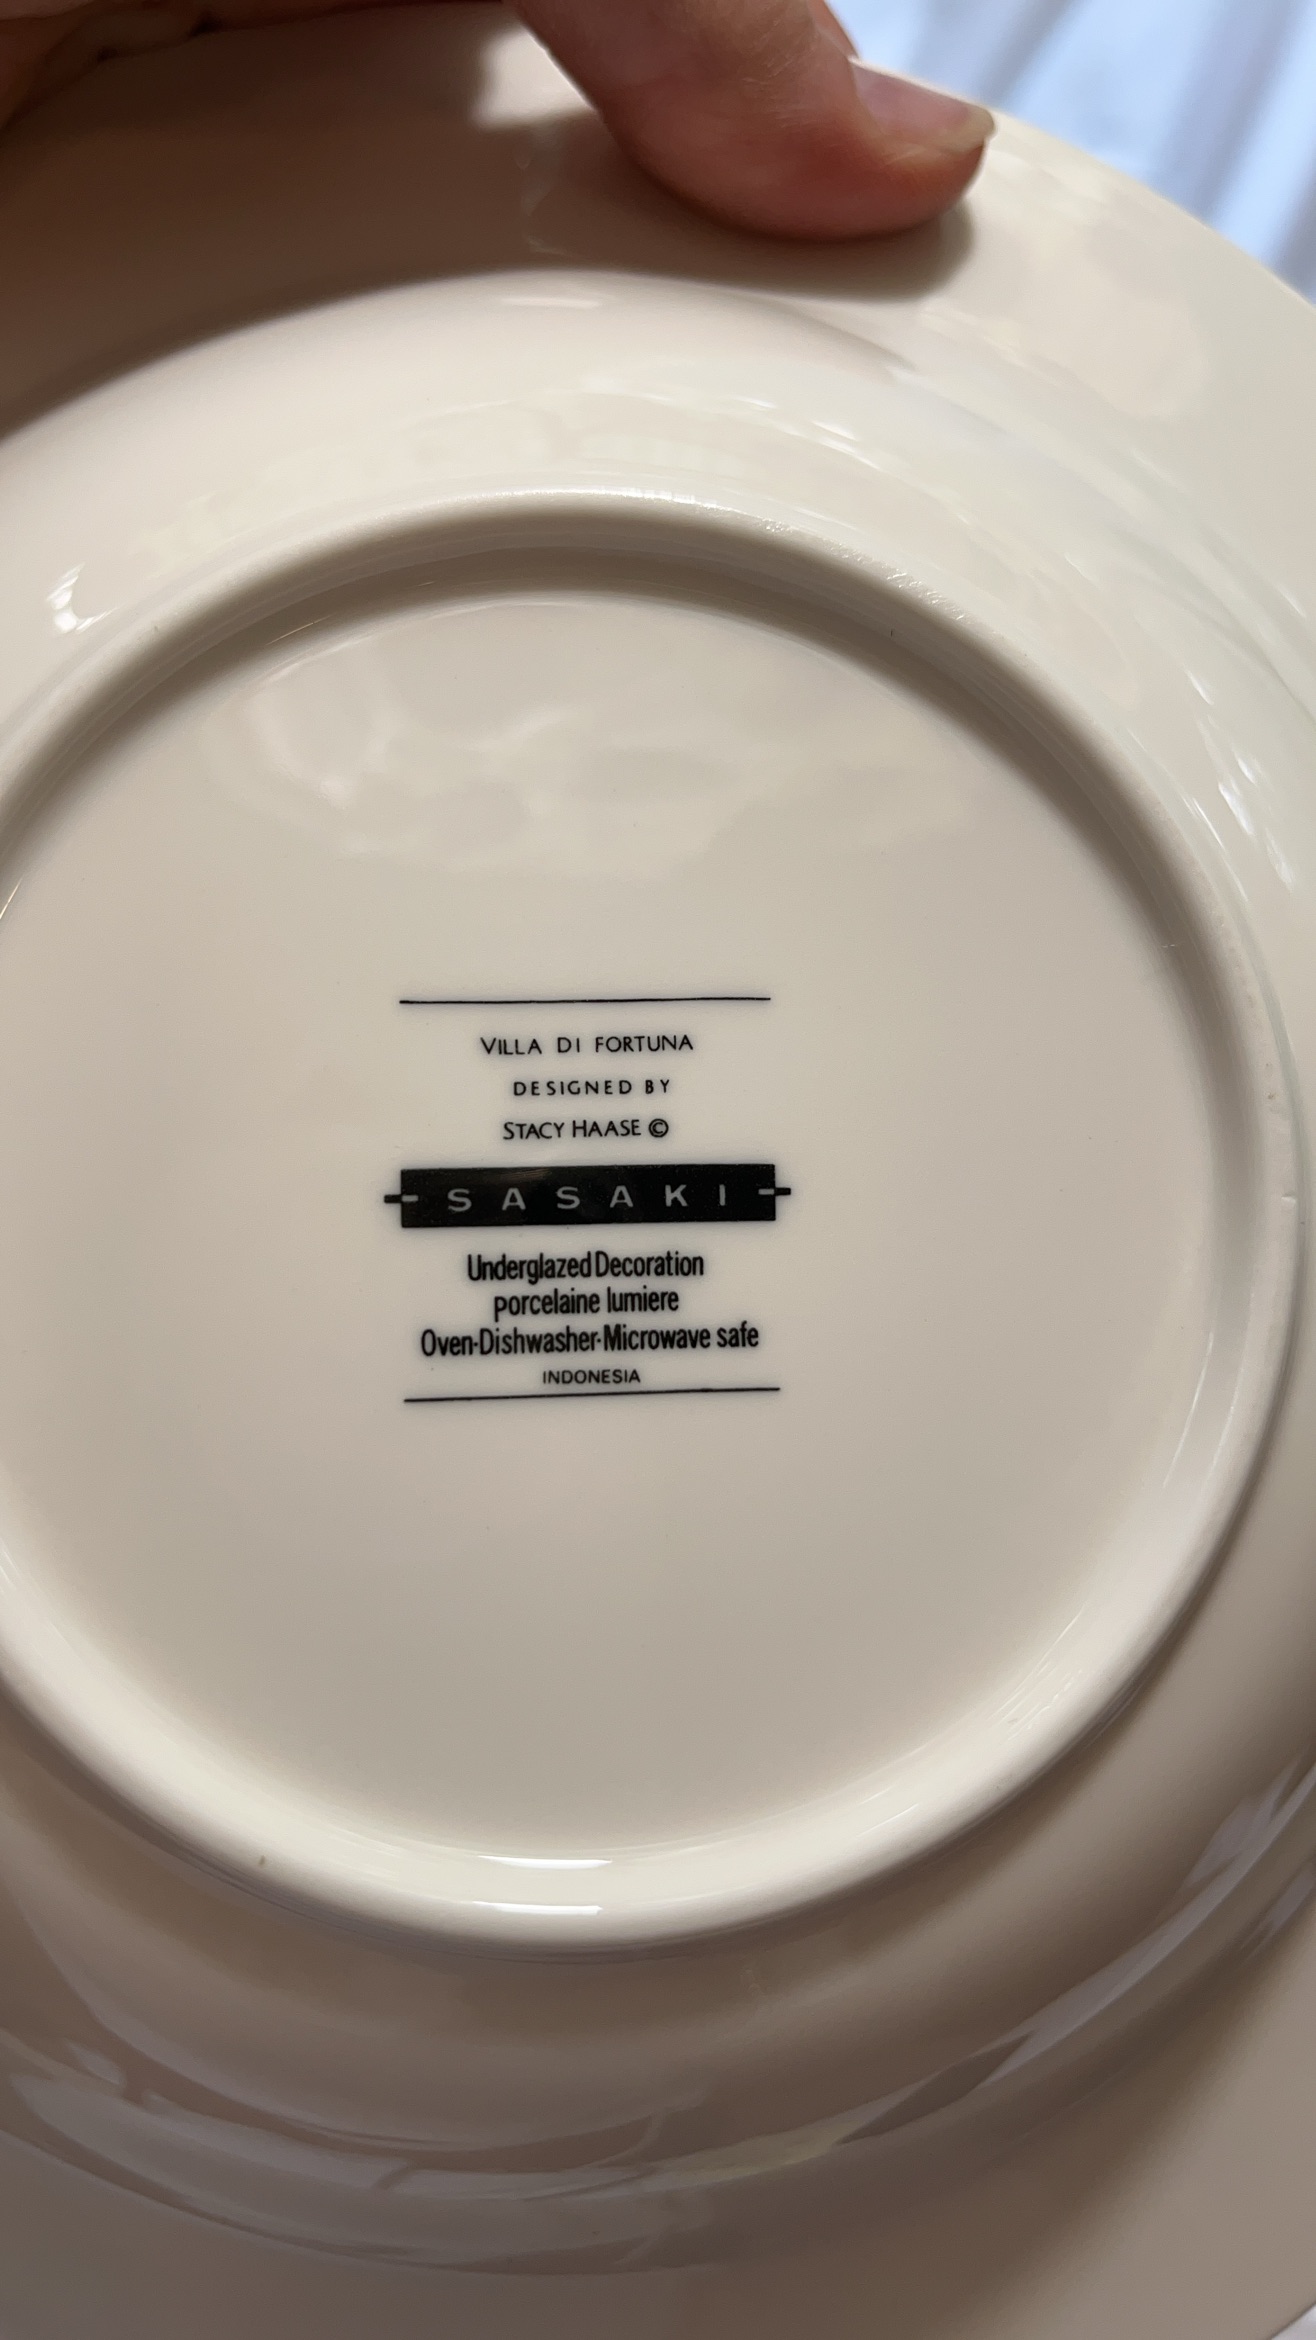 VILLA DI FORTUNA
DESIGNED BY
STACY HAASE ©
SASAKI
Underglazed Decoration
porcelaine lumiere
Oven-Dishwasher-Microwave safe
INDONESIA